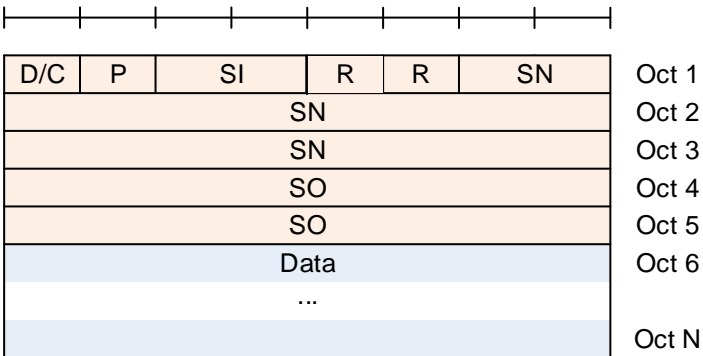 D/C P SI R R SN Oct 1
SN Oct 2
SN Oct 3
SO Oct 4
SO Oct 5
Data Oct 6
...
Oct N